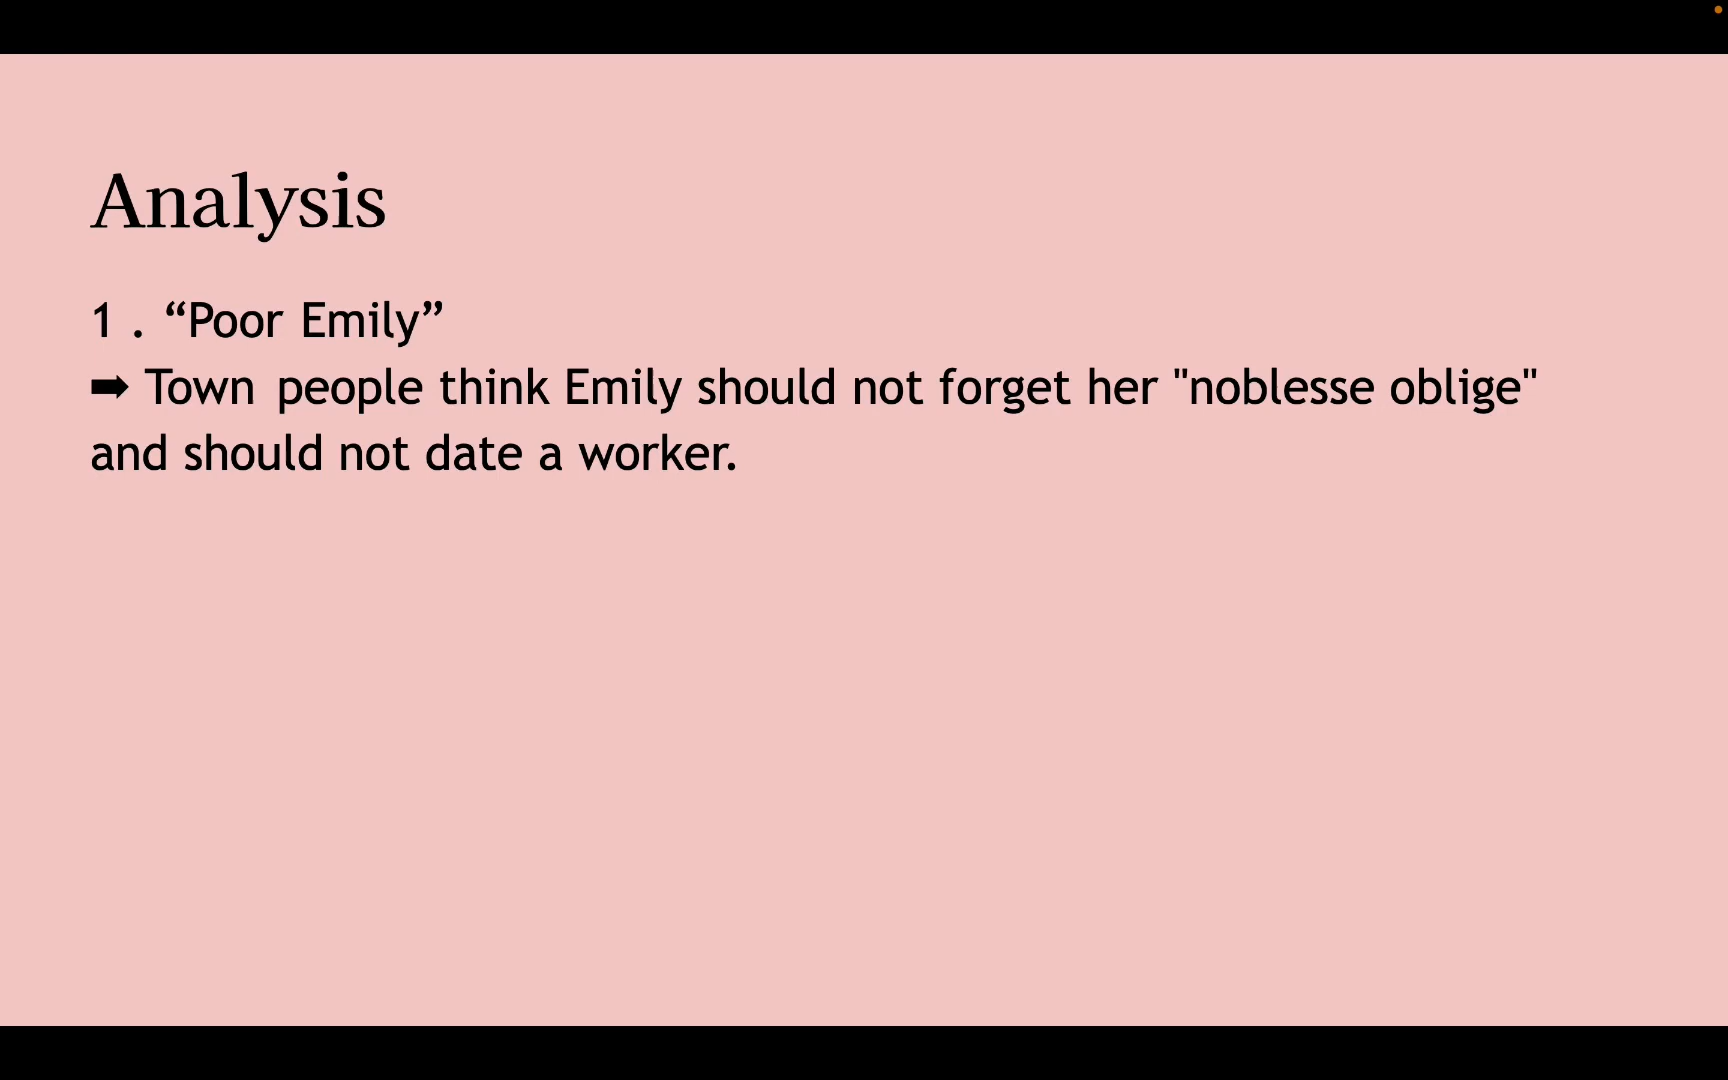 Analysis
1 . “Poor Emily”
➡ Town people think Emily should not forget her "noblesse oblige"
and should not date a worker.